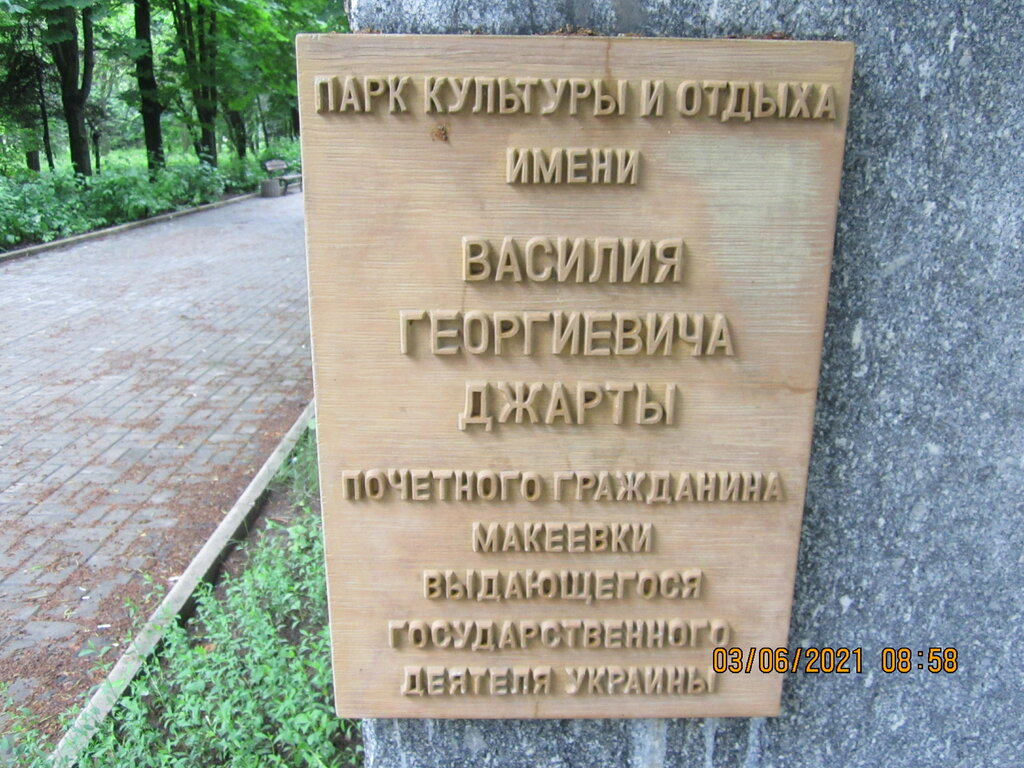 ПАРК КУЛЬТУРЫ И ОТДЫХА
ИМЕНИ
ВАСИЛИЯ
ГЕОРГИЕВИЧА
ДЖАРТЫ
ПОЧЕТНОГО ГРАЖДАНИНА
МАКЕЕВКИ
ВЫДАЮЩЕГОСЯ
ГОСУДАРСТВЕННОГО
ДЕЯТЕЛЯ УКРАИНЫ
03/06/2021 08:58